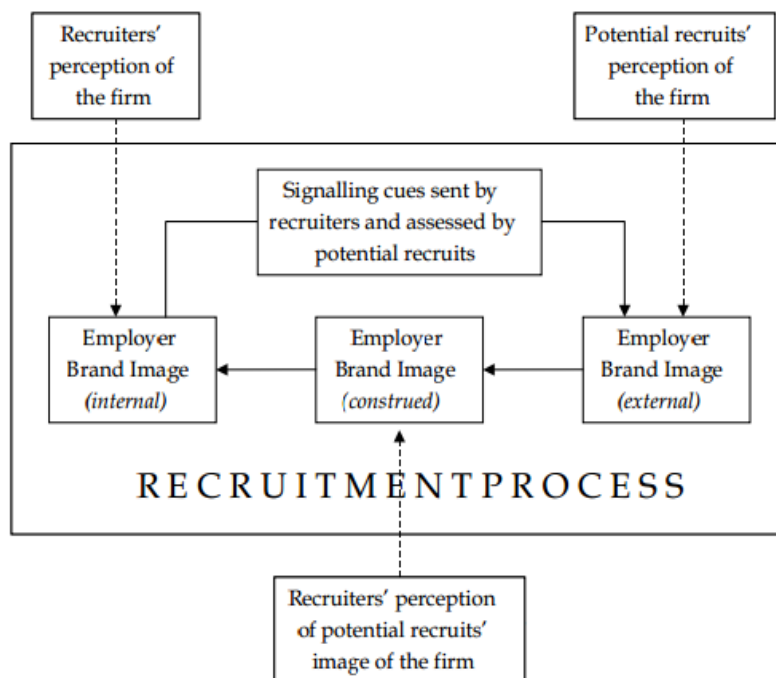 Recruiters’
perception of
the firm
Potential recruits’
perception of
the firm
Signalling cues sent by
recruiters and assessed by
potential recruits
Employer
Brand Image
(internal)
Employer
Brand Image
(construed)
Employer
Brand Image
(external)
RECRUITMENTPROCESS
Recruiters’ perception
of potential recruits’
image of the firm